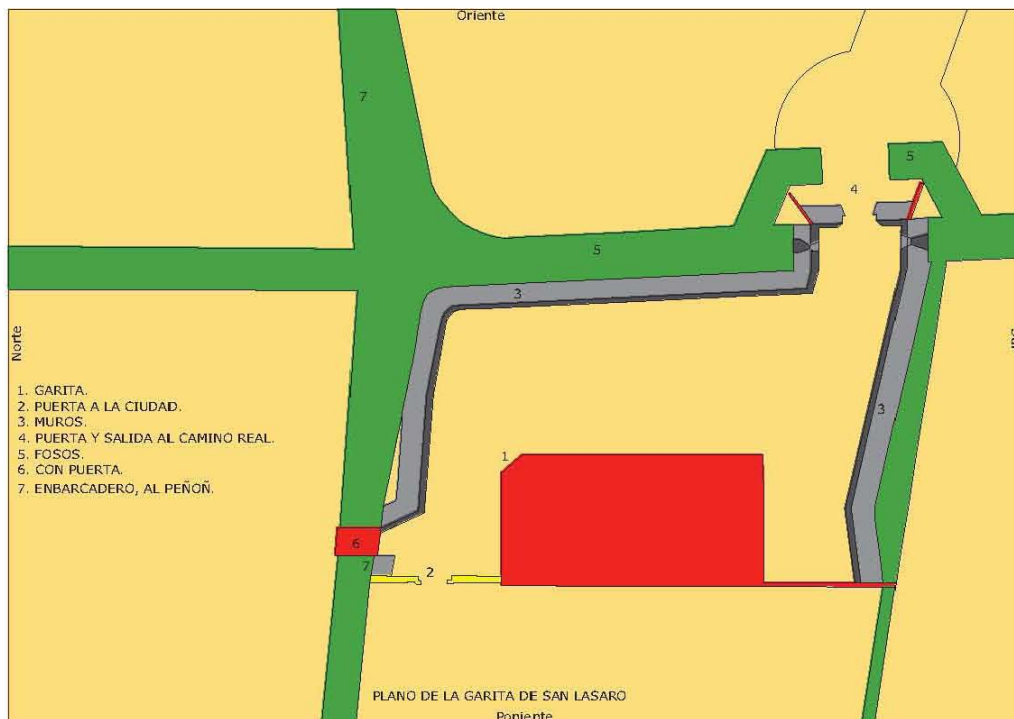 Oriente
7
5
4
5
3
Norte
Sur
1. GARITA.
2. PUERTA A LA CIUDAD.
3. MUROS.
4. PUERTA Y SALIDA AL CAMINO REAL.
5. FOSOS.
6. CON PUERTA.
7. ENBARCADERO, AL PEÑOÑ.
3
1
6
7
2
PLANO DE LA GARITA DE SAN LASARO
Poniente